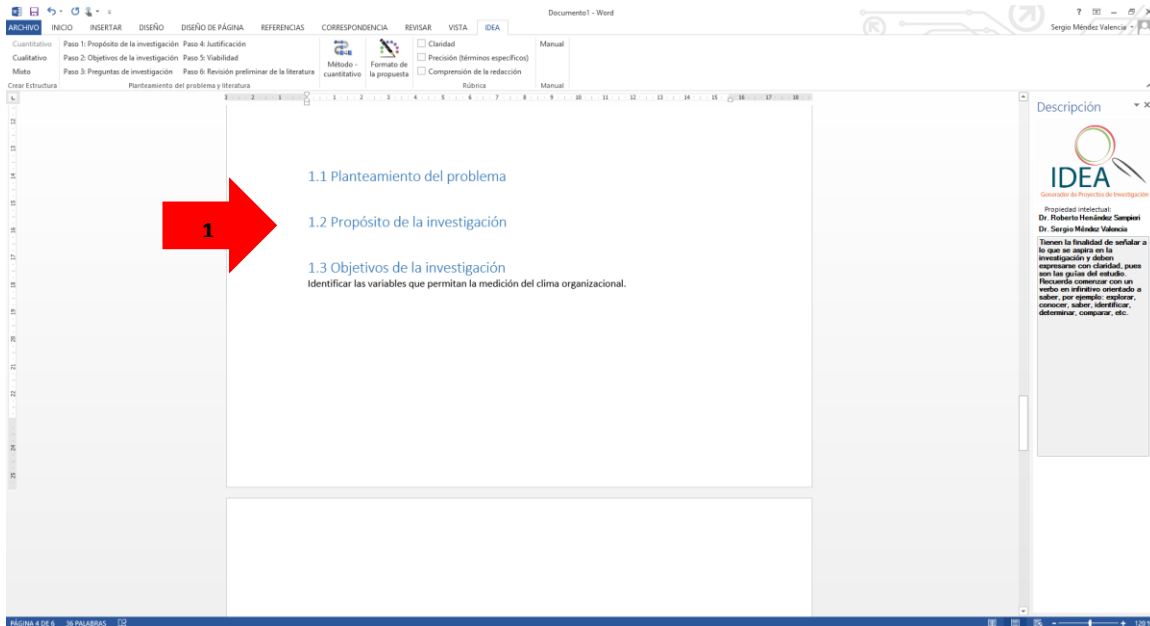 Documento1 - Word
ARCHIVO INICIO INSERTAR DISEÑO DISEÑO DE PÁGINA REFERENCIAS CORRESPONDENCIA REVISAR VISTA IDEA
Sergio Méndez Valencia
Cuantitativo Paso 1: Propósito de la investigación Paso 4: Justificación
Cualitativo Paso 2: Objetivos de la investigación Paso 5: Viabilidad
Mixto Paso 3: Preguntas de investigación Paso 6: Revisión preliminar de la literatura
Crear Estructura
Planteamiento del problema y literatura
Método -
cuantitativo
Formato de
la propuesta
Claridad
Precisión (términos específicos)
Comprensión de la redacción
Rúbrica
Manual
Manual
1.1 Planteamiento del problema
1
1.2 Propósito de la investigación
1.3 Objetivos de la investigación
Identificar las variables que permitan la medición del clima organizacional.
Descripción
IDEA
Generador de Proyectos de Investigación
Propiedad intelectual:
Dr. Roberto Hernández Sampieri
Dr. Sergio Méndez Valencia
Tienen la finalidad de señalar a
lo que se aspira en la
investigación y deben
expresarse con claridad, pues
son las guías del estudio.
Recuerda comenzar con un
verbo en infinitivo orientado a
saber, por ejemplo: explorar,
conocer, saber, identificar,
determinar, comparar, etc.
PÁGINA 4 DE 6 36 PALABRAS
120 %